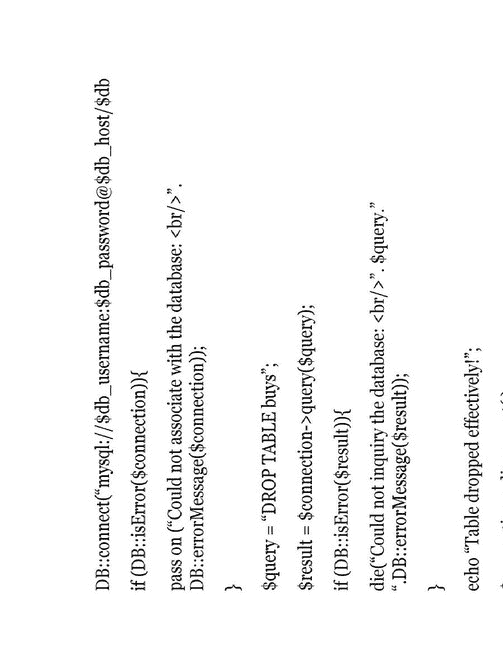 DB::connect(“mysql://$db_username:$db_password@$db_host/$db
if (DB::isError($connection)){
pass on (“Could not associate with the database: <br/>”.
DB::errorMessage($connection));
}
$query = “DROP TABLE buys”;
$result = $connection->query($query);
if (DB::isError($result)){
die(“Could not inquiry the database: <br/>”. $query.”
“.DB::errorMessage($result));
}
echo “Table dropped effectively!”;